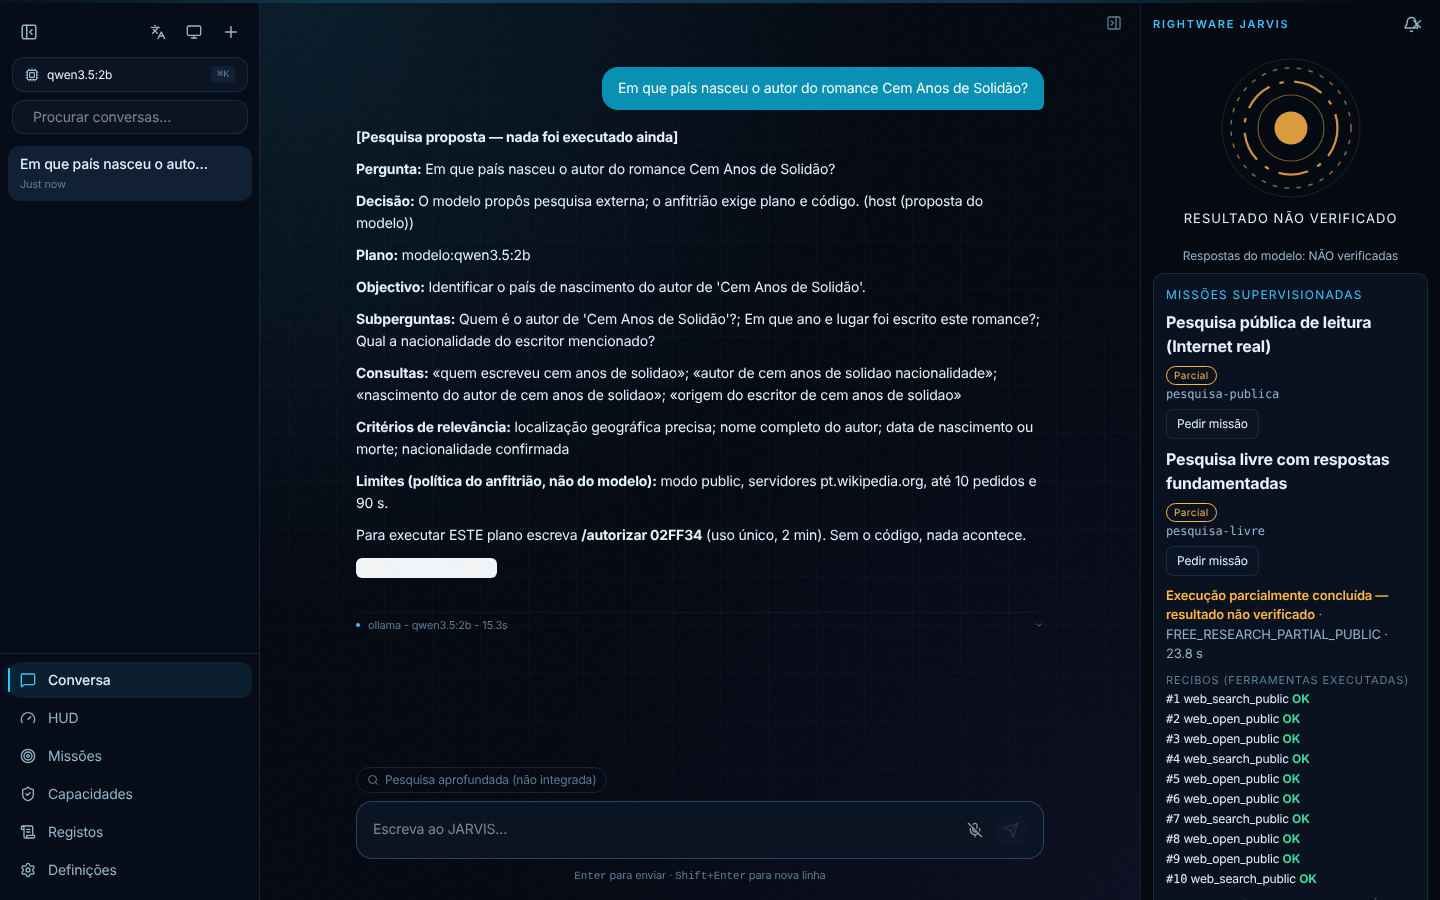 qwen3.5:2b
⌘K
Procurar conversas...
Em que país nasceu o auto...
Just now
Conversa
HUD
Missões
Capacidades
Registos
Definições
Em que país nasceu o autor do romance Cem Anos de Solidão?
[Pesquisa proposta — nada foi executado ainda]
Pergunta: Em que país nasceu o autor do romance Cem Anos de Solidão?
Decisão: O modelo propôs pesquisa externa; o anfitrião exige plano e código. (host (proposta do
modelo))
Plano: modelo:qwen3.5:2b
Objectivo: Identificar o país de nascimento do autor de 'Cem Anos de Solidão'.
Subperguntas: Quem é o autor de 'Cem Anos de Solidão'?; Em que ano e lugar foi escrito este romance?;
Qual a nacionalidade do escritor mencionado?
Consultas: «quem escreveu cem anos de solidao»; «autor de cem anos de solidao nacionalidade»;
«nascimento do autor de cem anos de solidao»; «origem do escritor de cem anos de solidao»
Critérios de relevância: localização geográfica precisa; nome completo do autor; data de nascimento ou
morte; nacionalidade confirmada
Limites (política do anfitrião, não do modelo): modo public, servidores pt.wikipedia.org, até 10 pedidos e
90 s.
Para executar ESTE plano escreva /autorizar 02FF34 (uso único, 2 min). Sem o código, nada acontece.
ollama - qwen3.5:2b - 15.3s
Pesquisa aprofundada (não integrada)
Escreva ao JARVIS...
Enter para enviar · Shift+Enter para nova linha
RIGHTWARE JARVIS
RESULTADO NÃO VERIFICADO
Respostas do modelo: NÃO verificadas
MISSÕES SUPERVISIONADAS
Pesquisa pública de leitura
(Internet real)
Parcial
pesquisa-publica
Pedir missão
Pesquisa livre com respostas
fundamentadas
Parcial
pesquisa-livre
Pedir missão
Execução parcialmente concluída —
resultado não verificado ·
FREE_RESEARCH_PARTIAL_PUBLIC ·
23.8 s
RECIBOS (FERRAMENTAS EXECUTADAS)
#1 web_search_public OK
#2 web_open_public OK
#3 web_open_public OK
#4 web_search_public OK
#5 web_open_public OK
#6 web_open_public OK
#7 web_search_public OK
#8 web_open_public OK
#9 web_open_public OK
#10 web_search_public OK